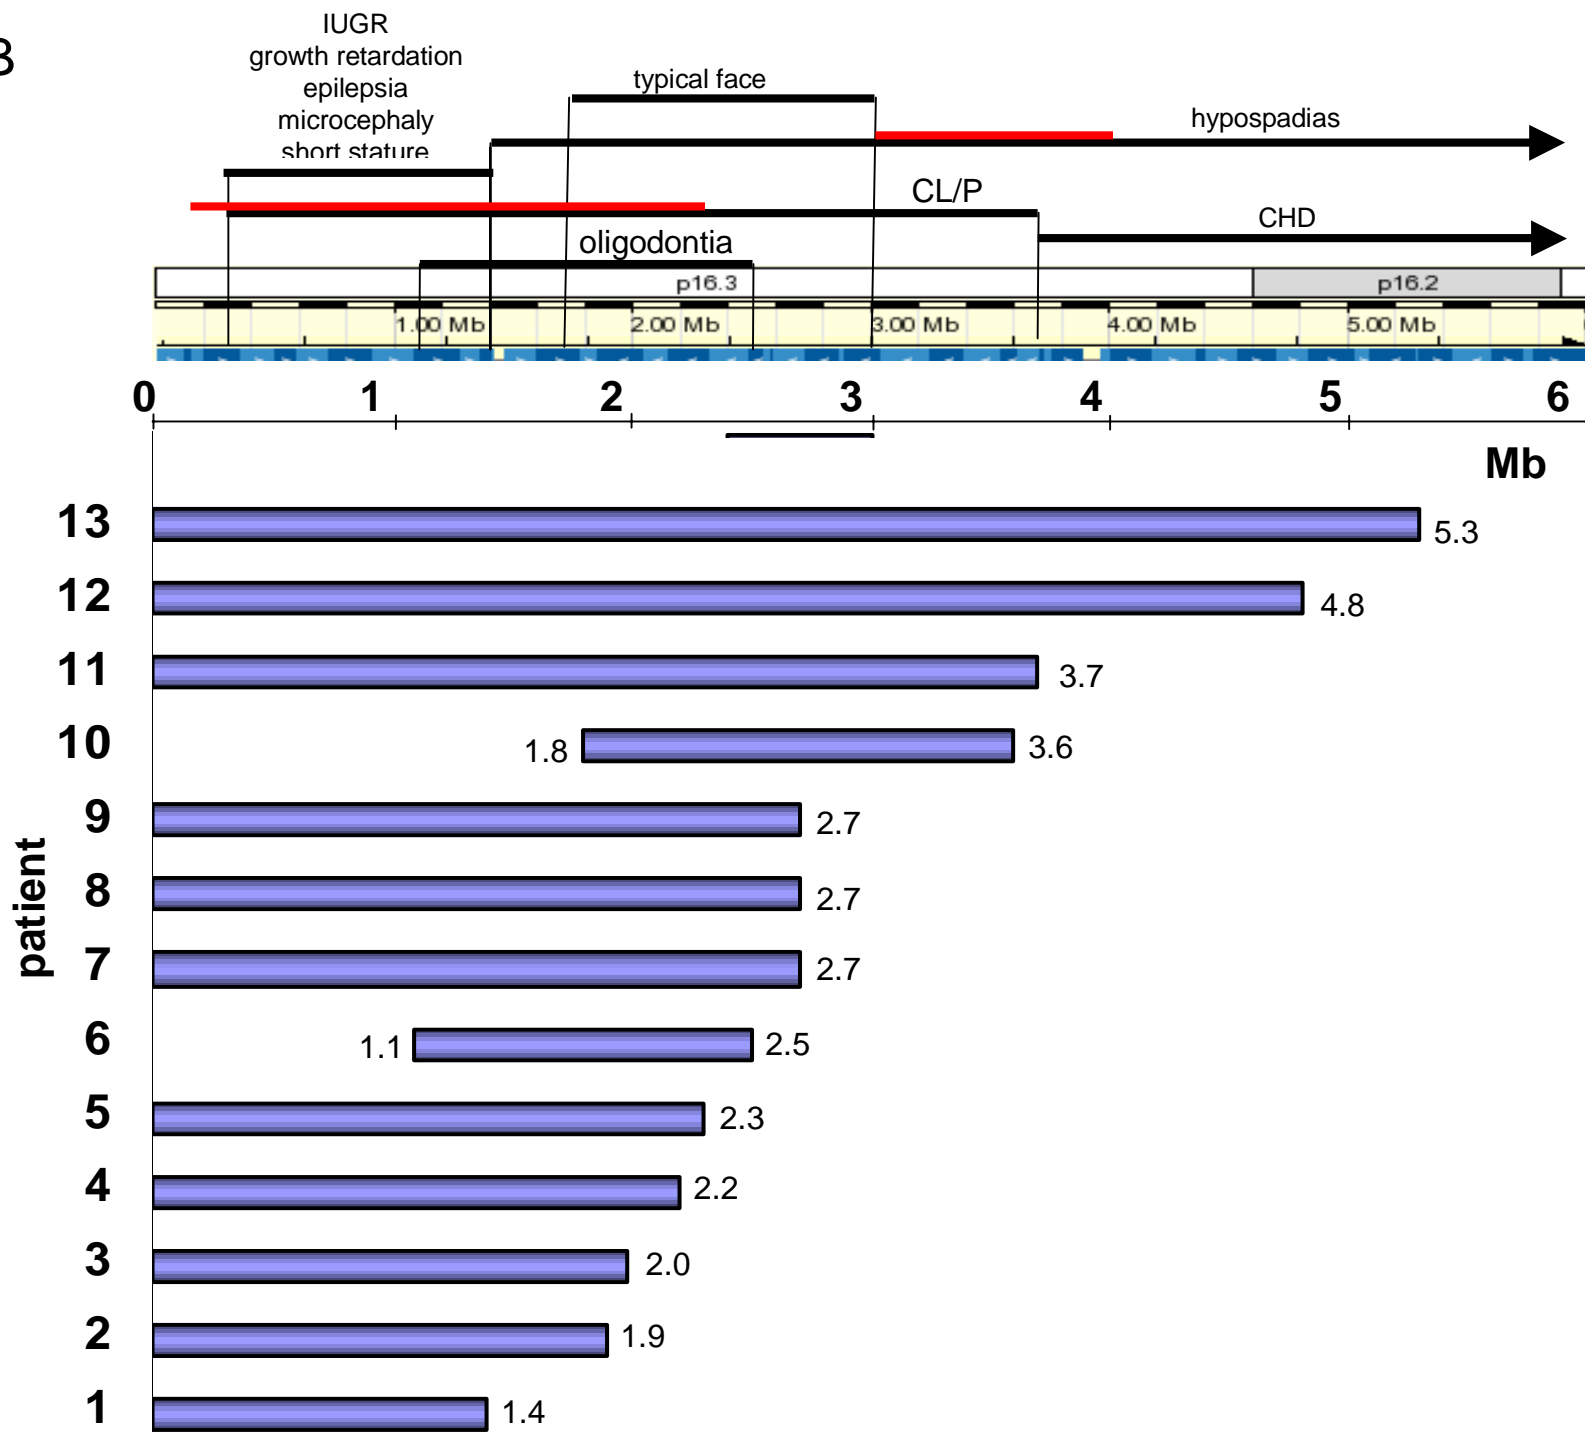 B
IUGR
growth retardation
epilepsia
microcephaly
short stature
typical face
hypospadias
CL/P
CHD
oligodontia
p16.3
p16.2
1.00 Mb
2.00 Mb
3.00 Mb
4.00 Mb
5.00 Mb
0 1 2 3 4 5 6
Mb
patient
13 5.3
12 4.8
11 3.7
10 1.8 3.6
9 2.7
8 2.7
7 2.7
6 1.1 2.5
5 2.3
4 2.2
3 2.0
2 1.9
1 1.4